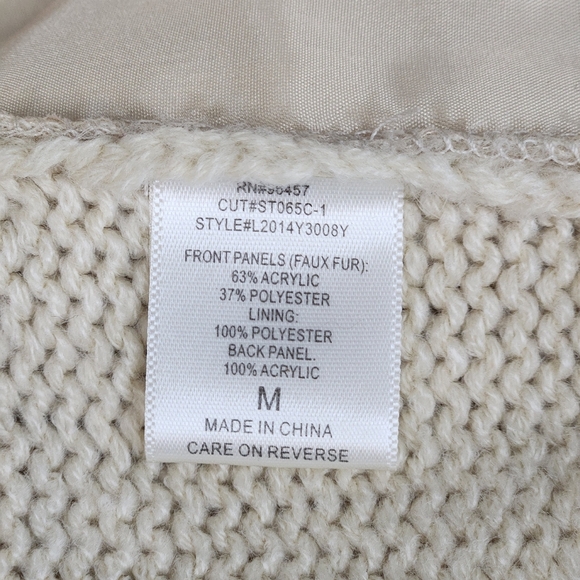 RN#96457
CUT#ST065C-1
STYLE#L2014Y3008Y
FRONT PANELS (FAUX FUR):
63% ACRYLIC
37% POLYESTER
LINING:
100% POLYESTER
BACK PANEL.
100% ACRYLIC
M
MADE IN CHINA
CARE ON REVERSE